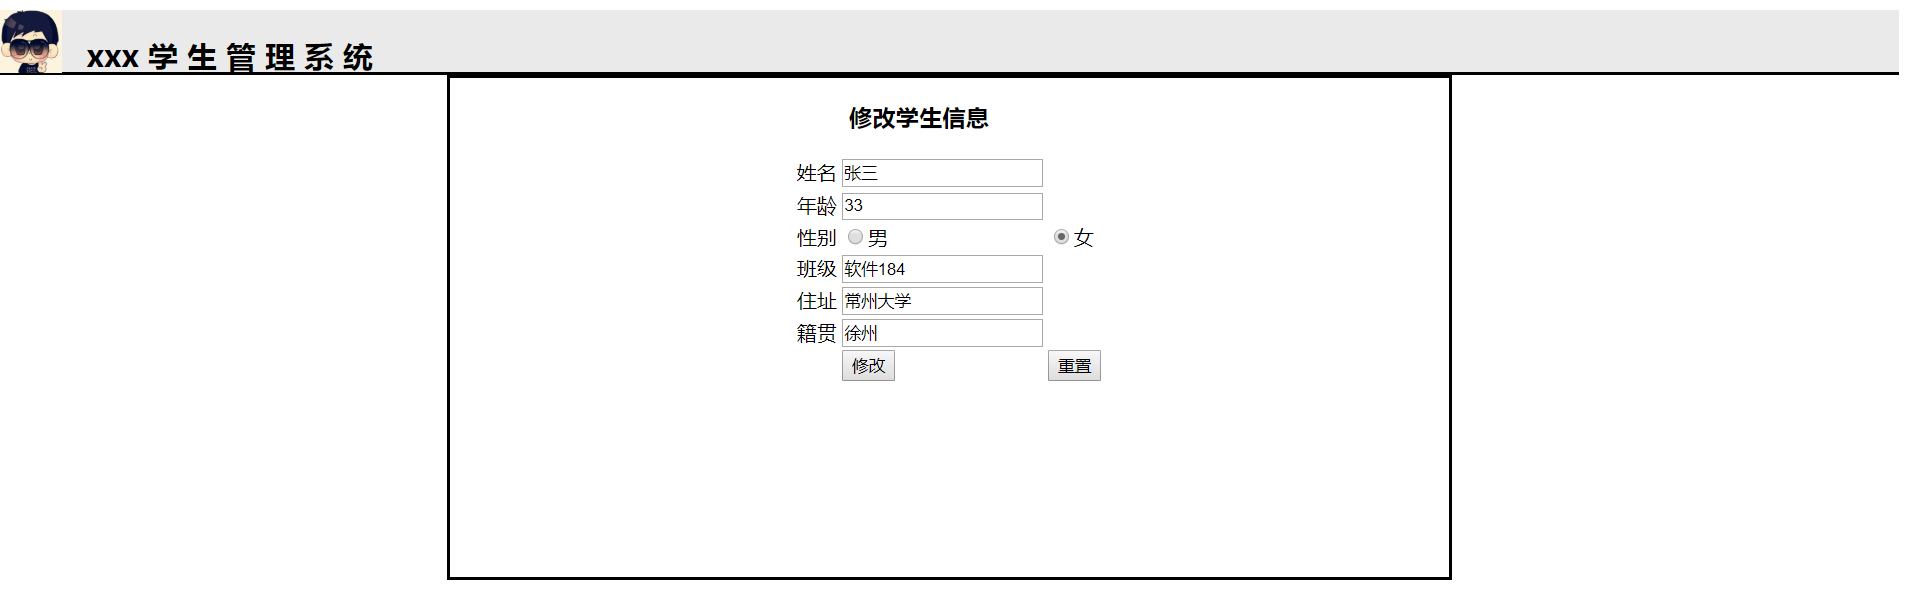 xxx 学 生 管 理 系 统
修改学生信息
姓名 张三
年龄 33
性别 男 女
班级 软件184
住址 常州大学
籍贯 徐州
修改 重置